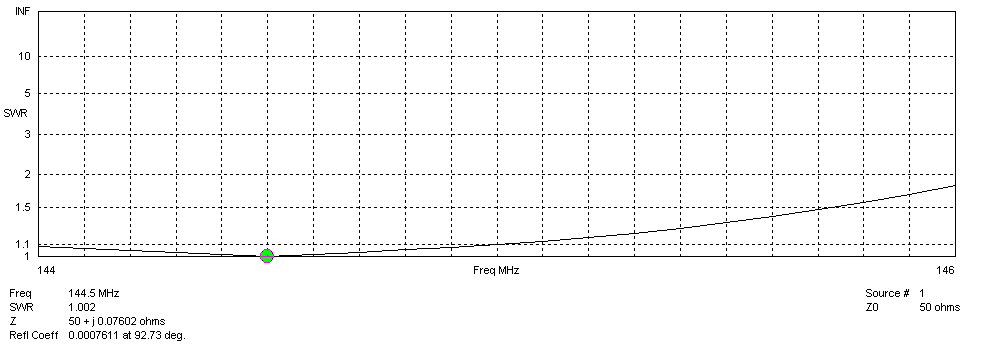 INF
10
5
SWR
3
2
1.5
1.1
1
144 Freq MHz 146
Freq 144.5 MHz Source # 1
SWR 1.002 Z0 50 ohms
Z 50 + j 0.07602 ohms
Refl Coeff 0.0007611 at 92.73 deg.